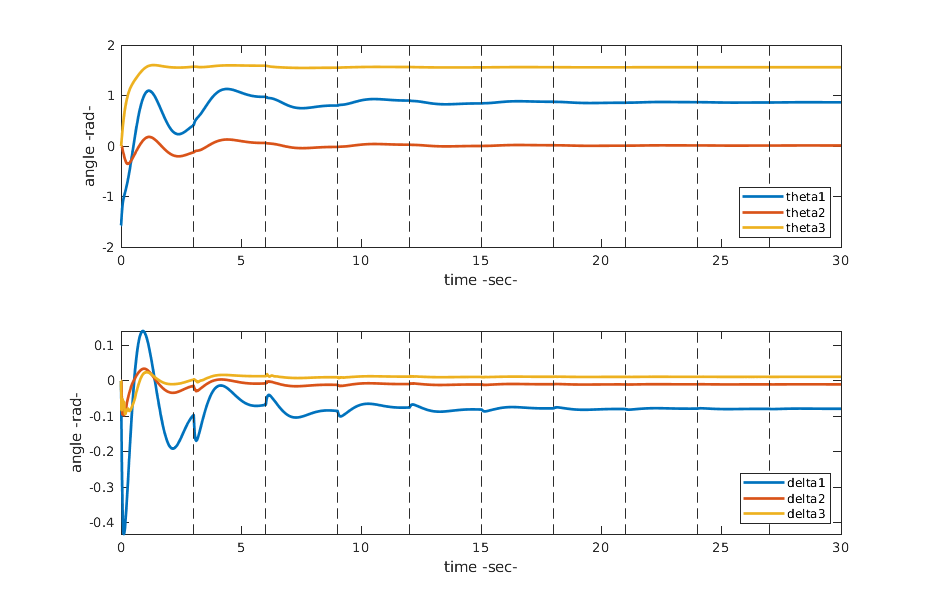 2
1
0
-1
-2
angle -rad-
theta1
theta2
theta3
0 5 10 15 20 25 30
time -sec-
0.1
0
-0.1
-0.2
-0.3
-0.4
angle -rad-
delta1
delta2
delta3
0 5 10 15 20 25 30
time -sec-